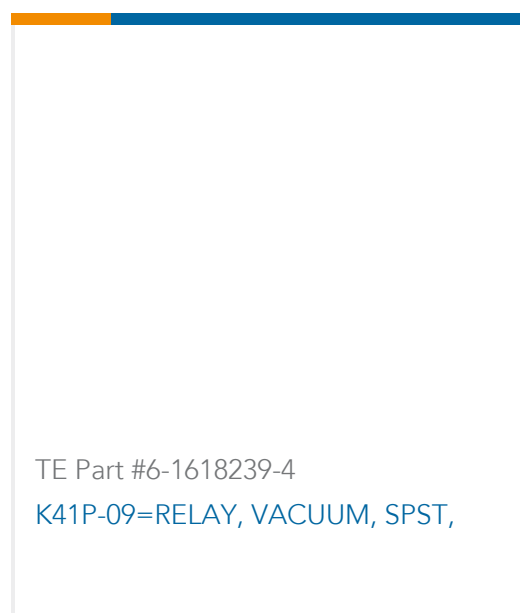 TE Part #6-1618239-4
K41P-09=RELAY, VACUUM, SPST,